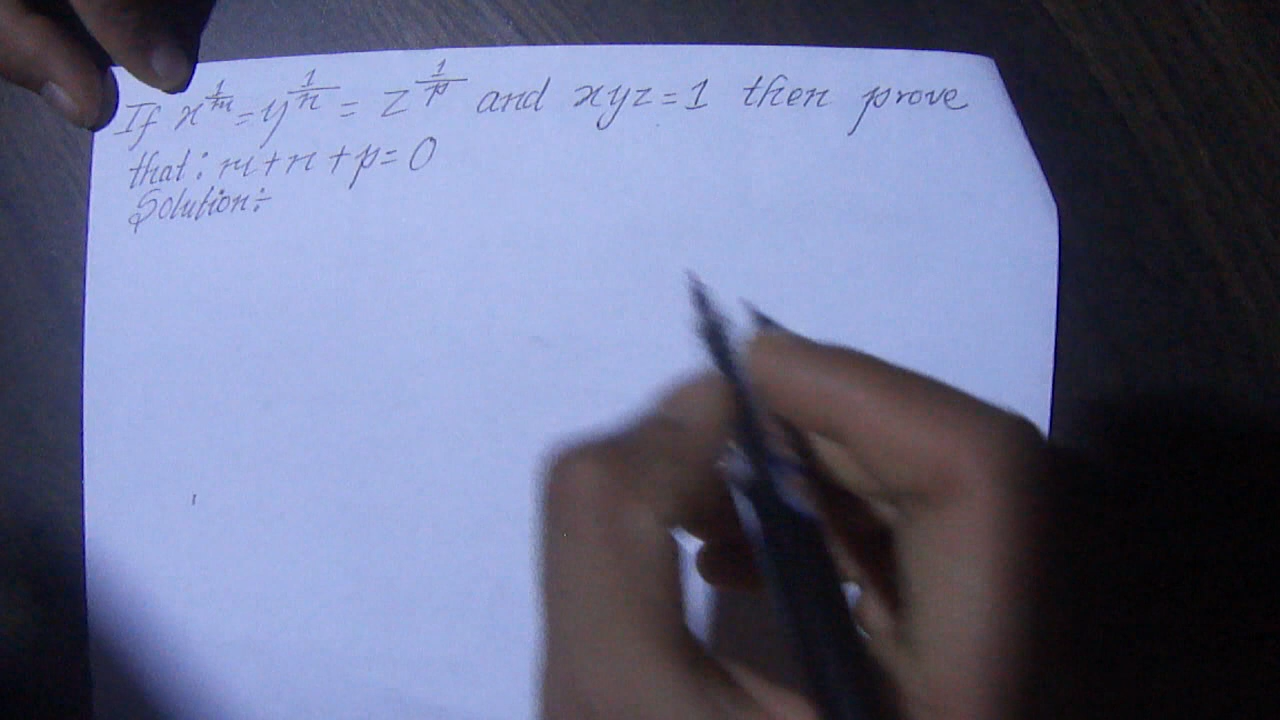 If x^(1/m) = y^(1/n) = z^(1/p) and xyz = 1 then prove
that: m + n + p = 0
Solution: